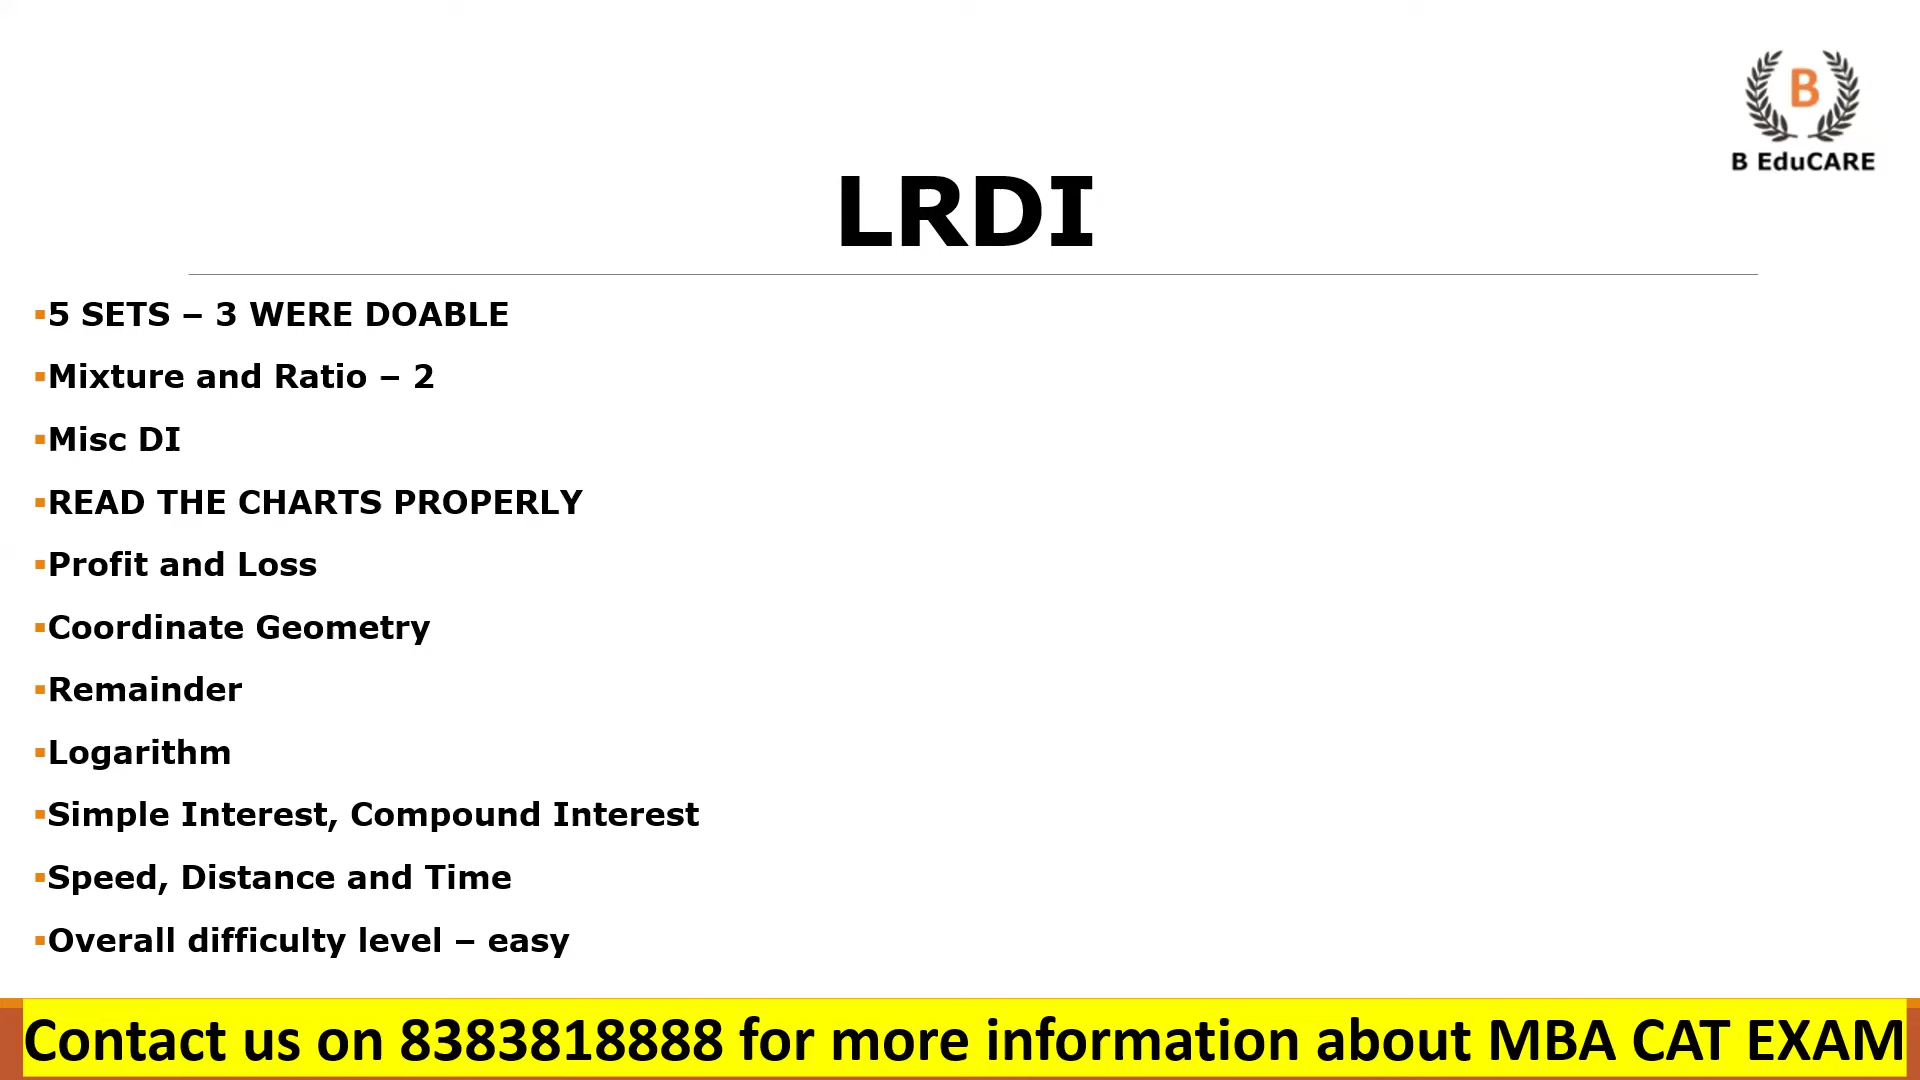 B
B EduCARE
LRDI
▪5 SETS – 3 WERE DOABLE
▪Mixture and Ratio – 2
▪Misc DI
▪READ THE CHARTS PROPERLY
▪Profit and Loss
▪Coordinate Geometry
▪Remainder
▪Logarithm
▪Simple Interest, Compound Interest
▪Speed, Distance and Time
▪Overall difficulty level – easy
Contact us on 8383818888 for more information about MBA CAT EXAM